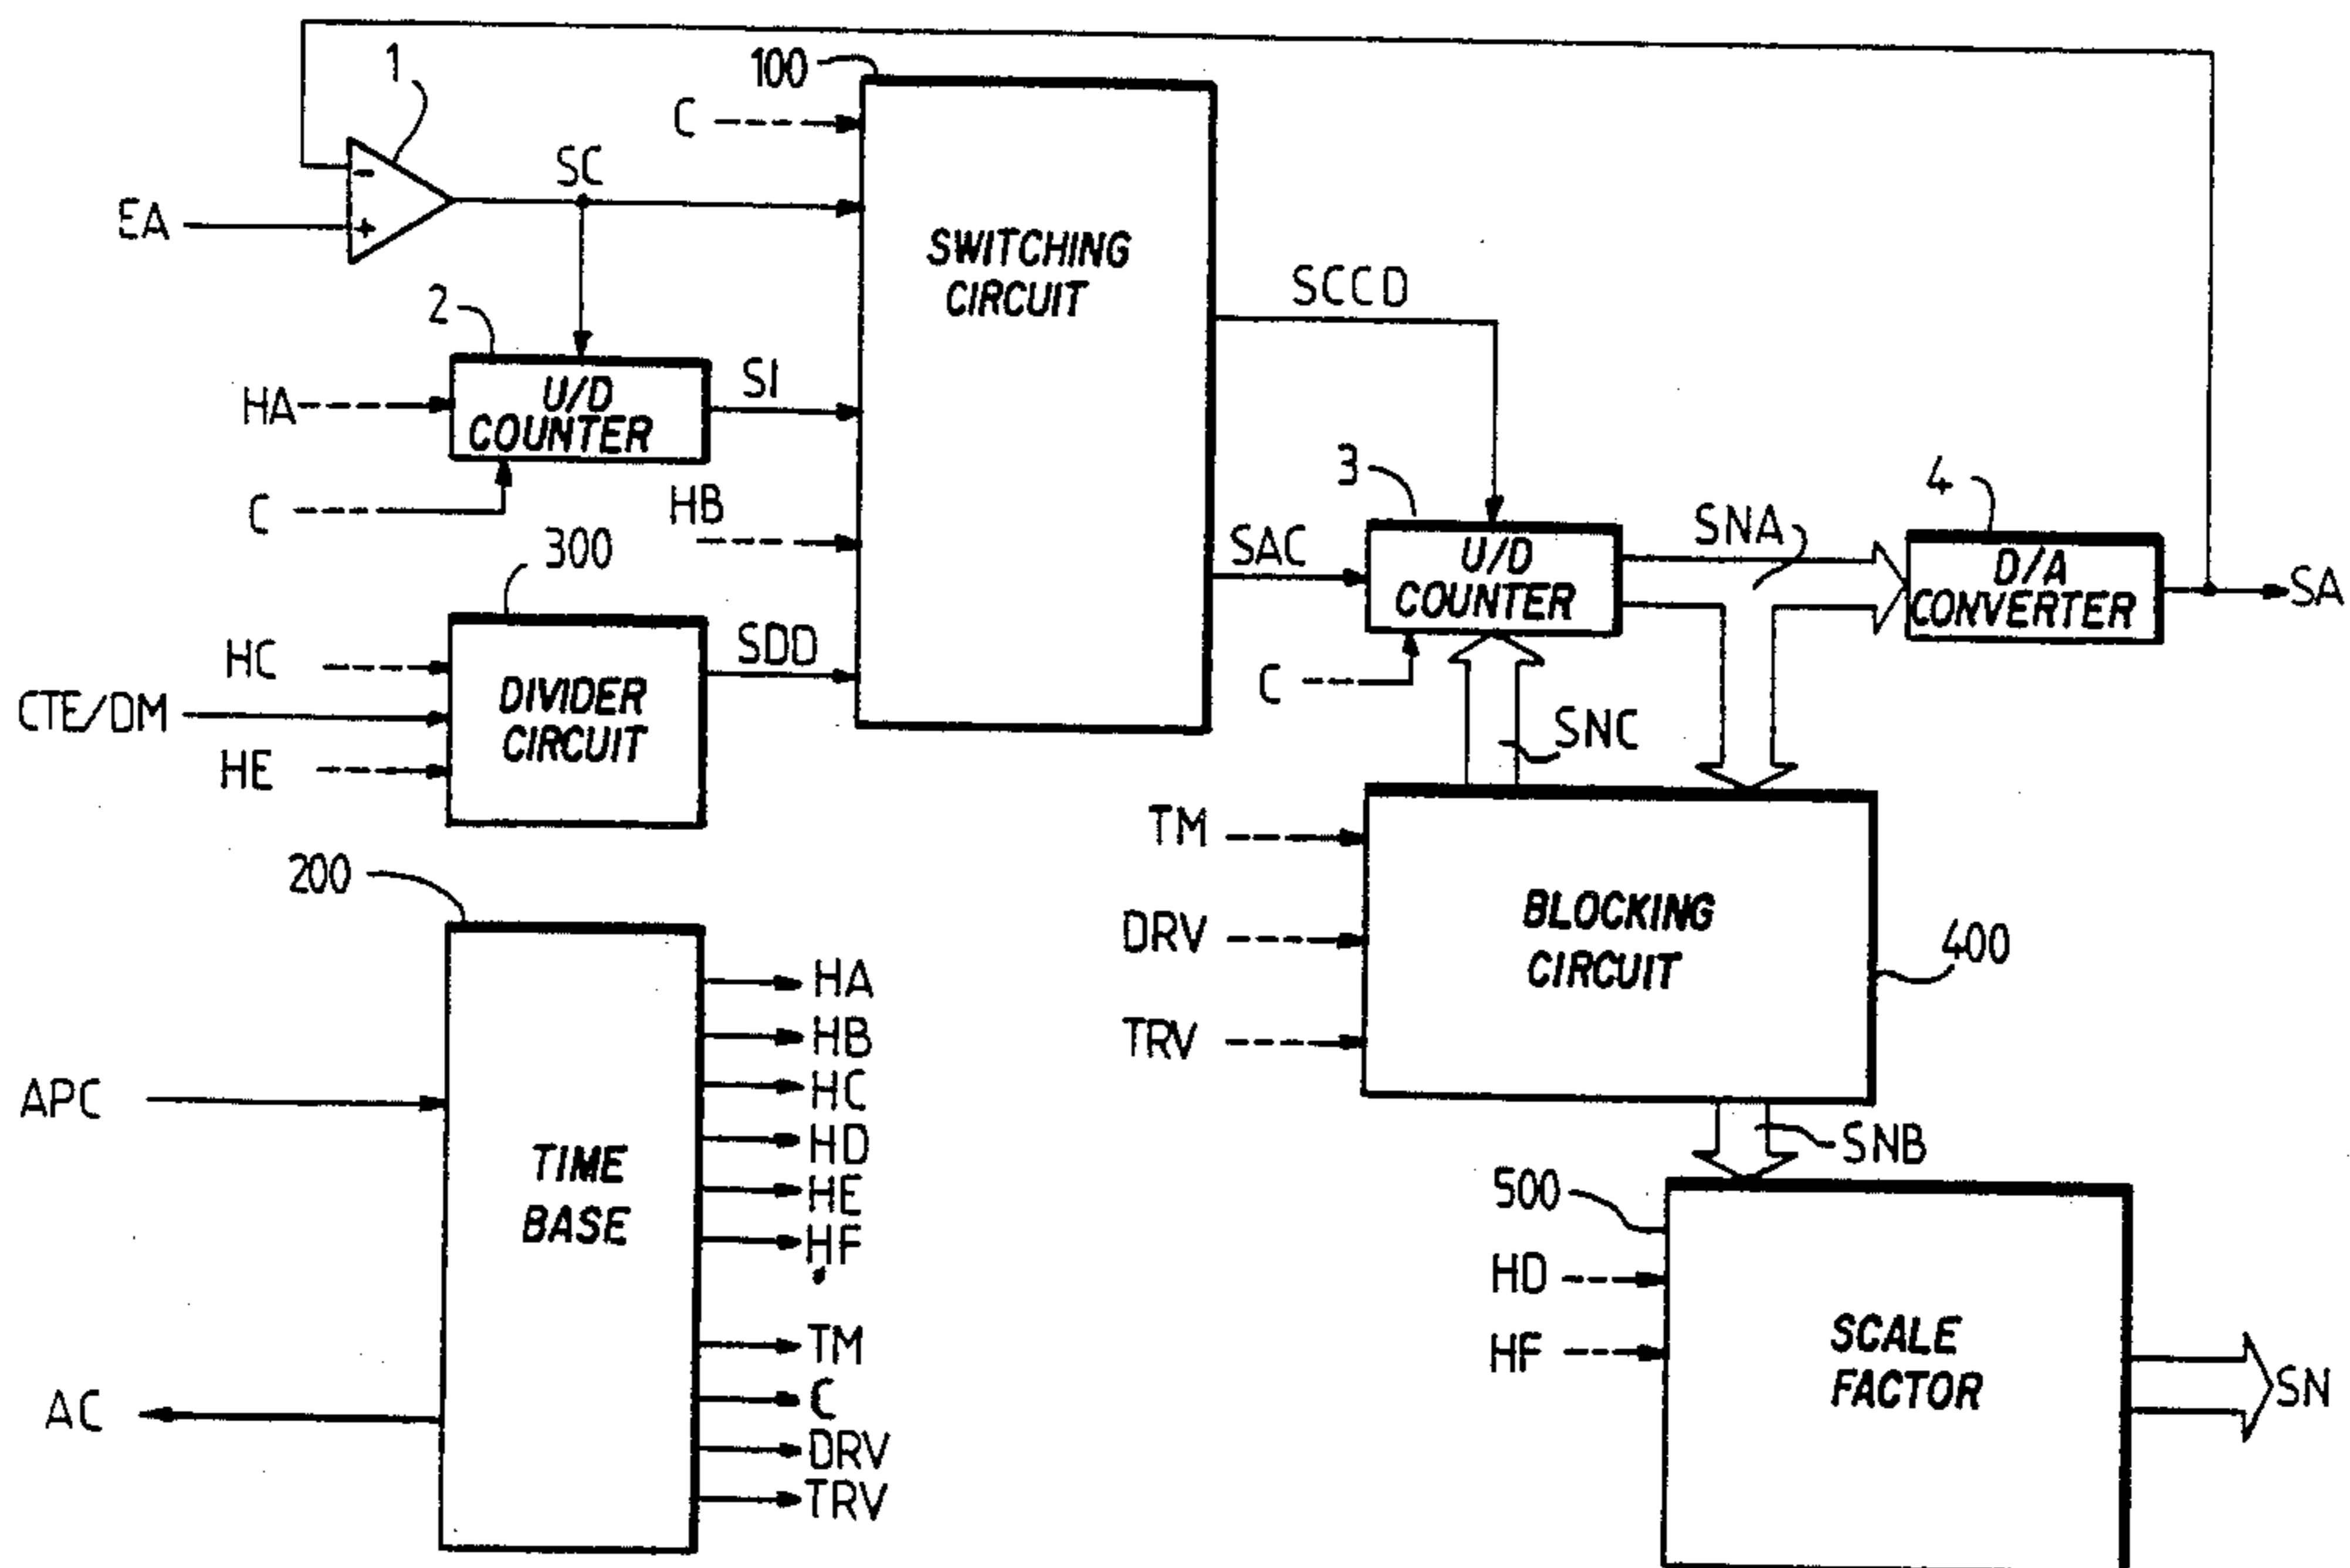 1
100
C
SC
EA
-
+
SWITCHING
CIRCUIT
SCCD
2
HA
U/D
COUNTER
SI
C
HB
3
4
SNA
300
SAC
U/D
COUNTER
D/A
CONVERTER
SA
HC
SDD
C
CTE/DM
DIVIDER
CIRCUIT
SNC
HE
TM
200
BLOCKING
CIRCUIT
DRV
400
HA
TRV
HB
APC
HC
HD
SNB
TIME
BASE
HE
500
HF
HD
SCALE
FACTOR
TM
HF
SN
AC
C
DRV
TRV